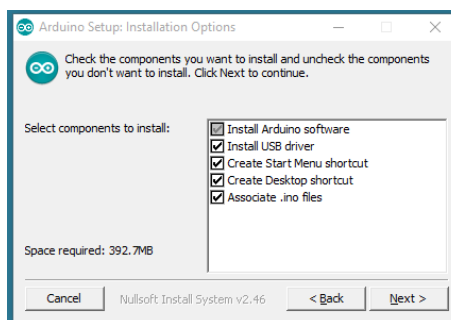 Arduino Setup: Installation Options
Check the components you want to install and uncheck the components
you don't want to install. Click Next to continue.
Select components to install:
Install Arduino software
Install USB driver
Create Start Menu shortcut
Create Desktop shortcut
Associate .ino files
Space required: 392.7MB
Cancel
Nullsoft Install System v2.46
< Back
Next >